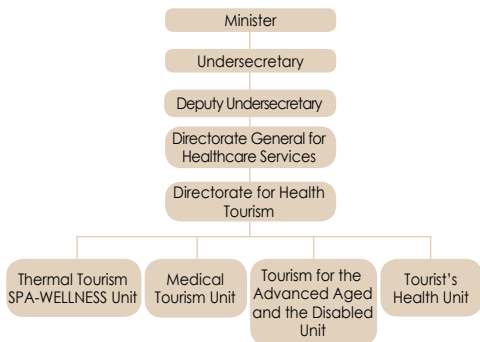 Minister
Undersecretary
Deputy Undersecretary
Directorate General for
Healthcare Services
Directorate for Health
Tourism
Thermal Tourism
SPA-WELLNESS Unit
Medical
Tourism Unit
Tourism for the
Advanced Aged
and the Disabled
Unit
Tourist's
Health Unit